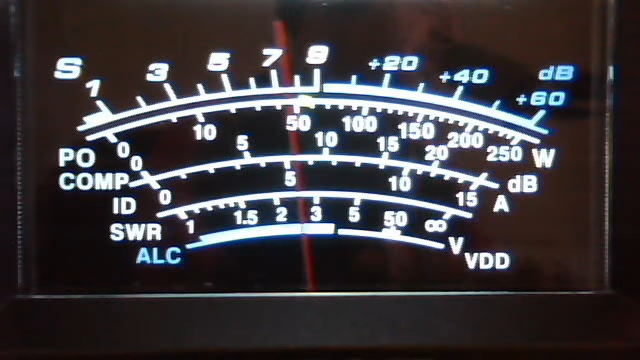 S 1 3 5 7 9 +20 +40 +60 dB
PO 0 10 50 100 150 200 250 W
COMP 0 5 10 15 20 dB
ID 0 5 10 15 A
SWR 1 1.5 2 3 5 50 ∞
ALC V VDD